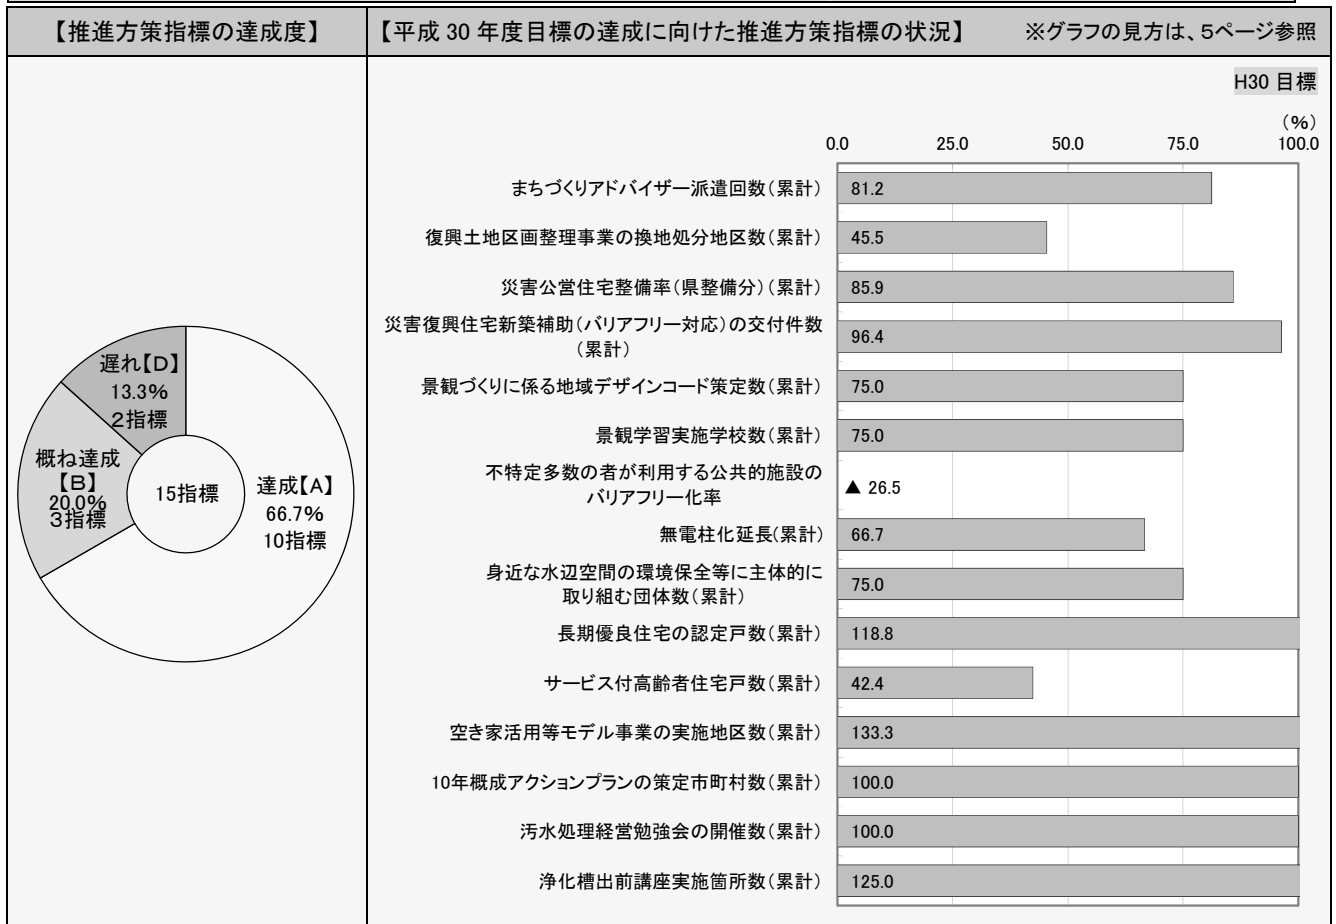 【推進方策指標の達成度】
【平成 30 年度目標の達成に向けた推進方策指標の状況】 ※グラフの見方は、５ページ参照
遅れ【Ｄ】
13.3%
２指標
概ね達成
【Ｂ】
20.0%
３指標
15指標
達成【Ａ】
66.7%
10指標
H30 目標
（%）
0.0 25.0 50.0 75.0 100.0
まちづくりアドバイザー派遣回数（累計） 81.2
復興土地区画整理事業の換地処分地区数（累計） 45.5
災害公営住宅整備率（県整備分）（累計） 85.9
災害復興住宅新築補助（バリアフリー対応）の交付件数
（累計） 96.4
景観づくりに係る地域デザインコード策定数（累計） 75.0
景観学習実施学校数（累計） 75.0
不特定多数の者が利用する公共的施設の
バリアフリー化率 ▲ 26.5
無電柱化延長(累計） 66.7
身近な水辺空間の環境保全等に主体的に
取り組む団体数（累計） 75.0
長期優良住宅の認定戸数（累計） 118.8
サービス付高齢者住宅戸数（累計） 42.4
空き家活用等モデル事業の実施地区数（累計） 133.3
10年概成アクションプランの策定市町村数（累計） 100.0
汚水処理経営勉強会の開催数（累計） 100.0
浄化槽出前講座実施箇所数（累計） 125.0